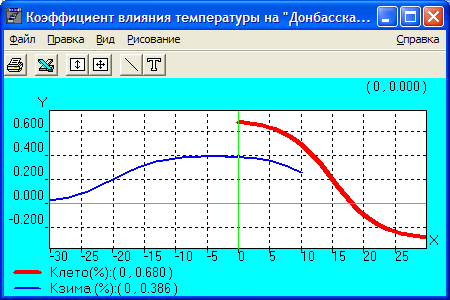 Коэффициент влияния температуры на "Донбасска...
Файл Правка Вид Рисование Справка
(0,0.000)
Y
0.600
0.400
0.200
0.000
-0.200
X
-30 -25 -20 -15 -10 -5 0 5 10 15 20 25
Kлето(%):(0,0.680)
Kзима(%):(0,0.386)